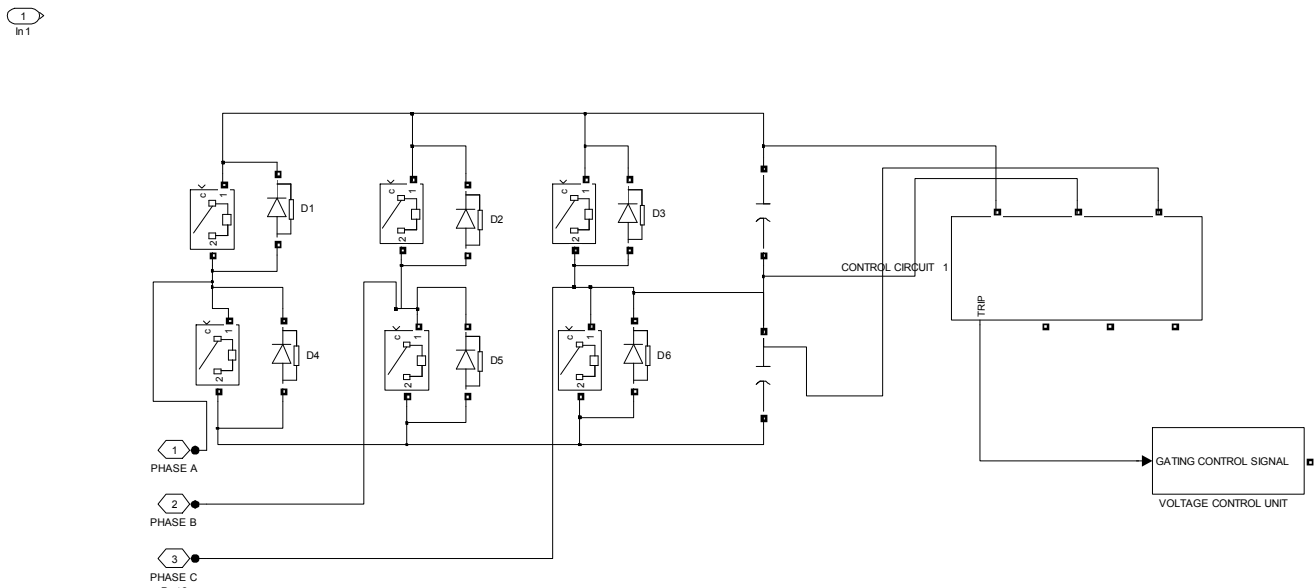 1
In 1
c
1
2
D1
c
1
2
D2
c
1
2
D3
CONTROL CIRCUIT 1
TRIP
c
1
2
D4
c
1
2
D5
c
1
2
D6
1
PHASE A
GATING CONTROL SIGNAL
VOLTAGE CONTROL UNIT
2
PHASE B
3
PHASE C